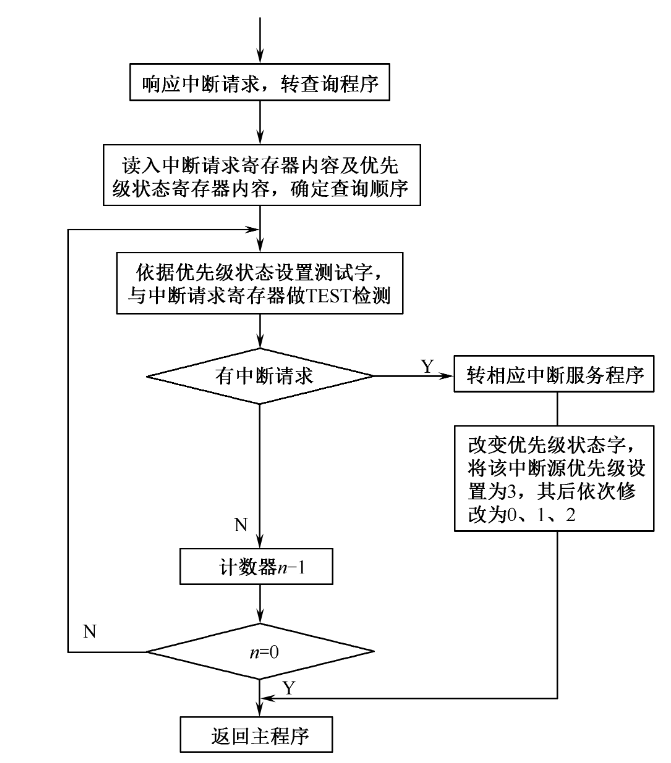 响应中断请求，转查询程序
读入中断请求寄存器内容及优先
级状态寄存器内容，确定查询顺序
依据优先级状态设置测试字，
与中断请求寄存器做TEST检测
有中断请求
Y
转相应中断服务程序
改变优先级状态字，
将该中断源优先级设
置为3，其后依次修
改为0、1、2
N
计数器n−1
N
n=0
Y
返回主程序